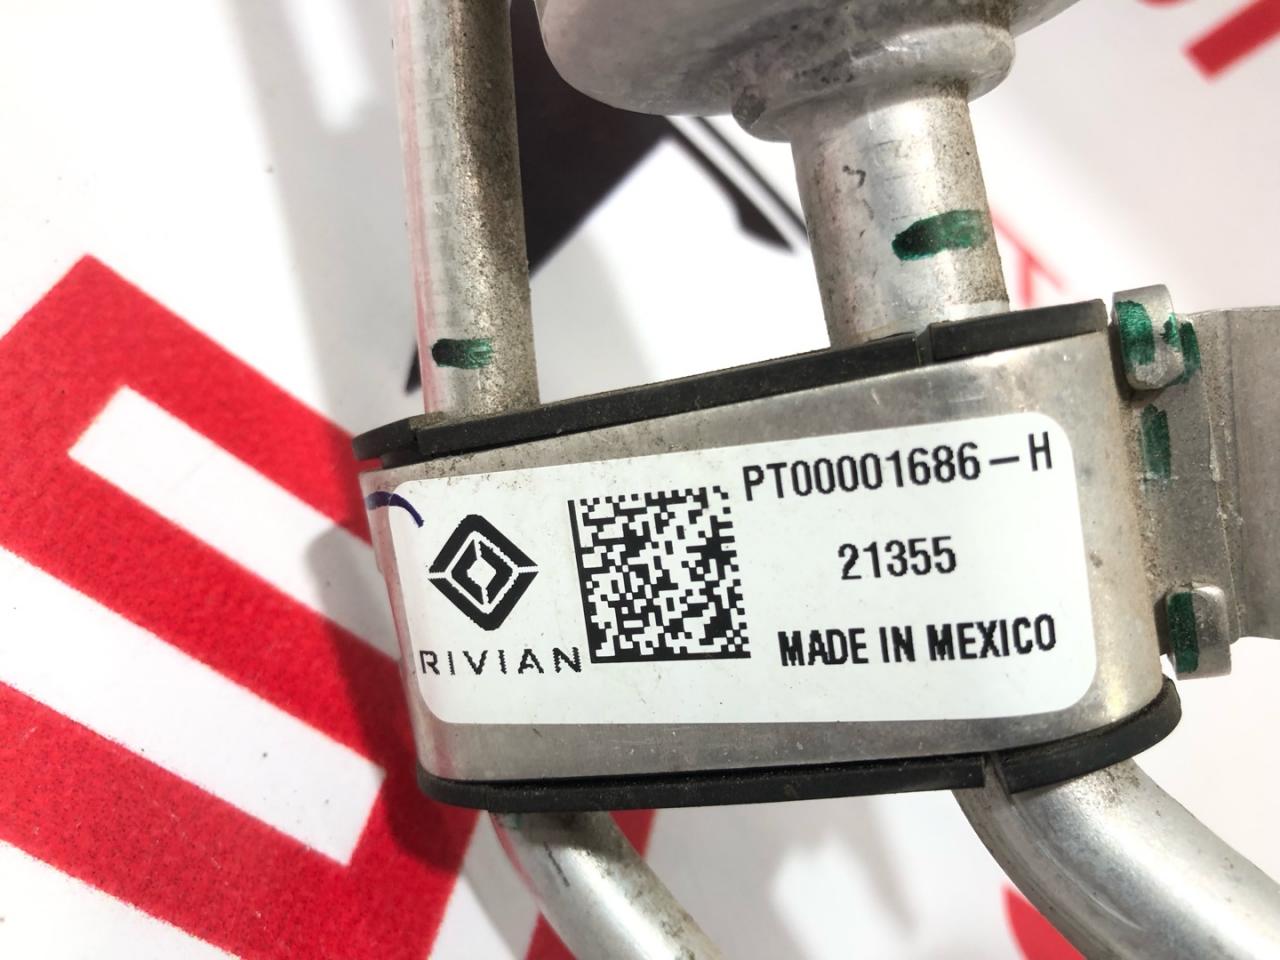 PT00001686-H
21355
MADE IN MEXICO
RIVIAN